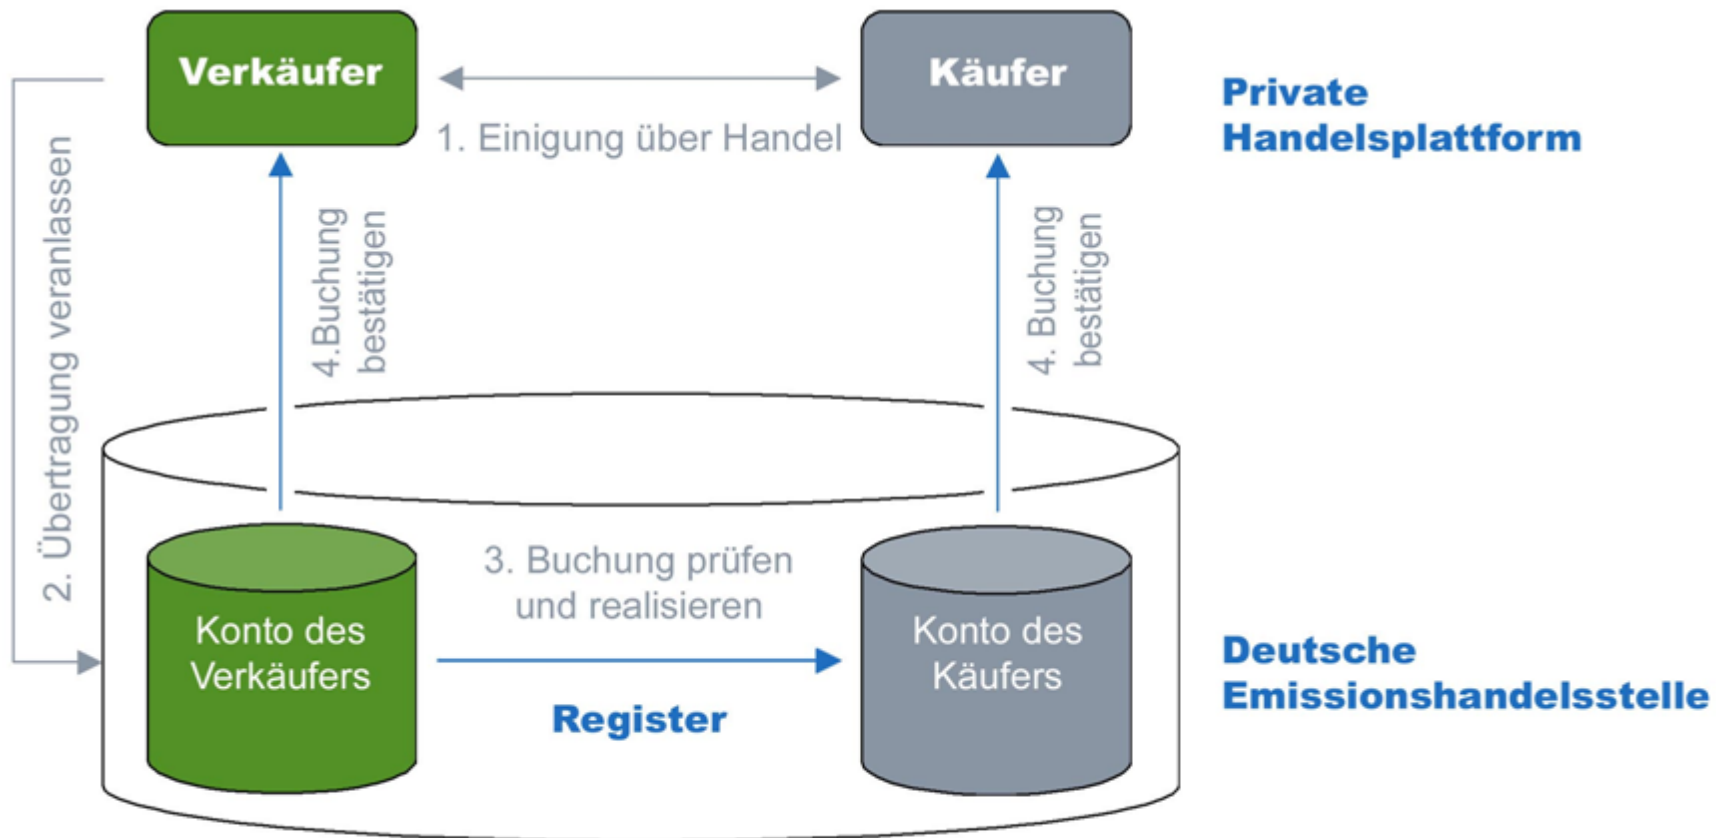 Verkäufer
Käufer
Private
Handelsplattform
1. Einigung über Handel
2. Übertragung veranlassen
4.Buchung
bestätigen
4. Buchung
bestätigen
3. Buchung prüfen
und realisieren
Konto des
Verkäufers
Konto des
Käufers
Register
Deutsche
Emissionshandelsstelle